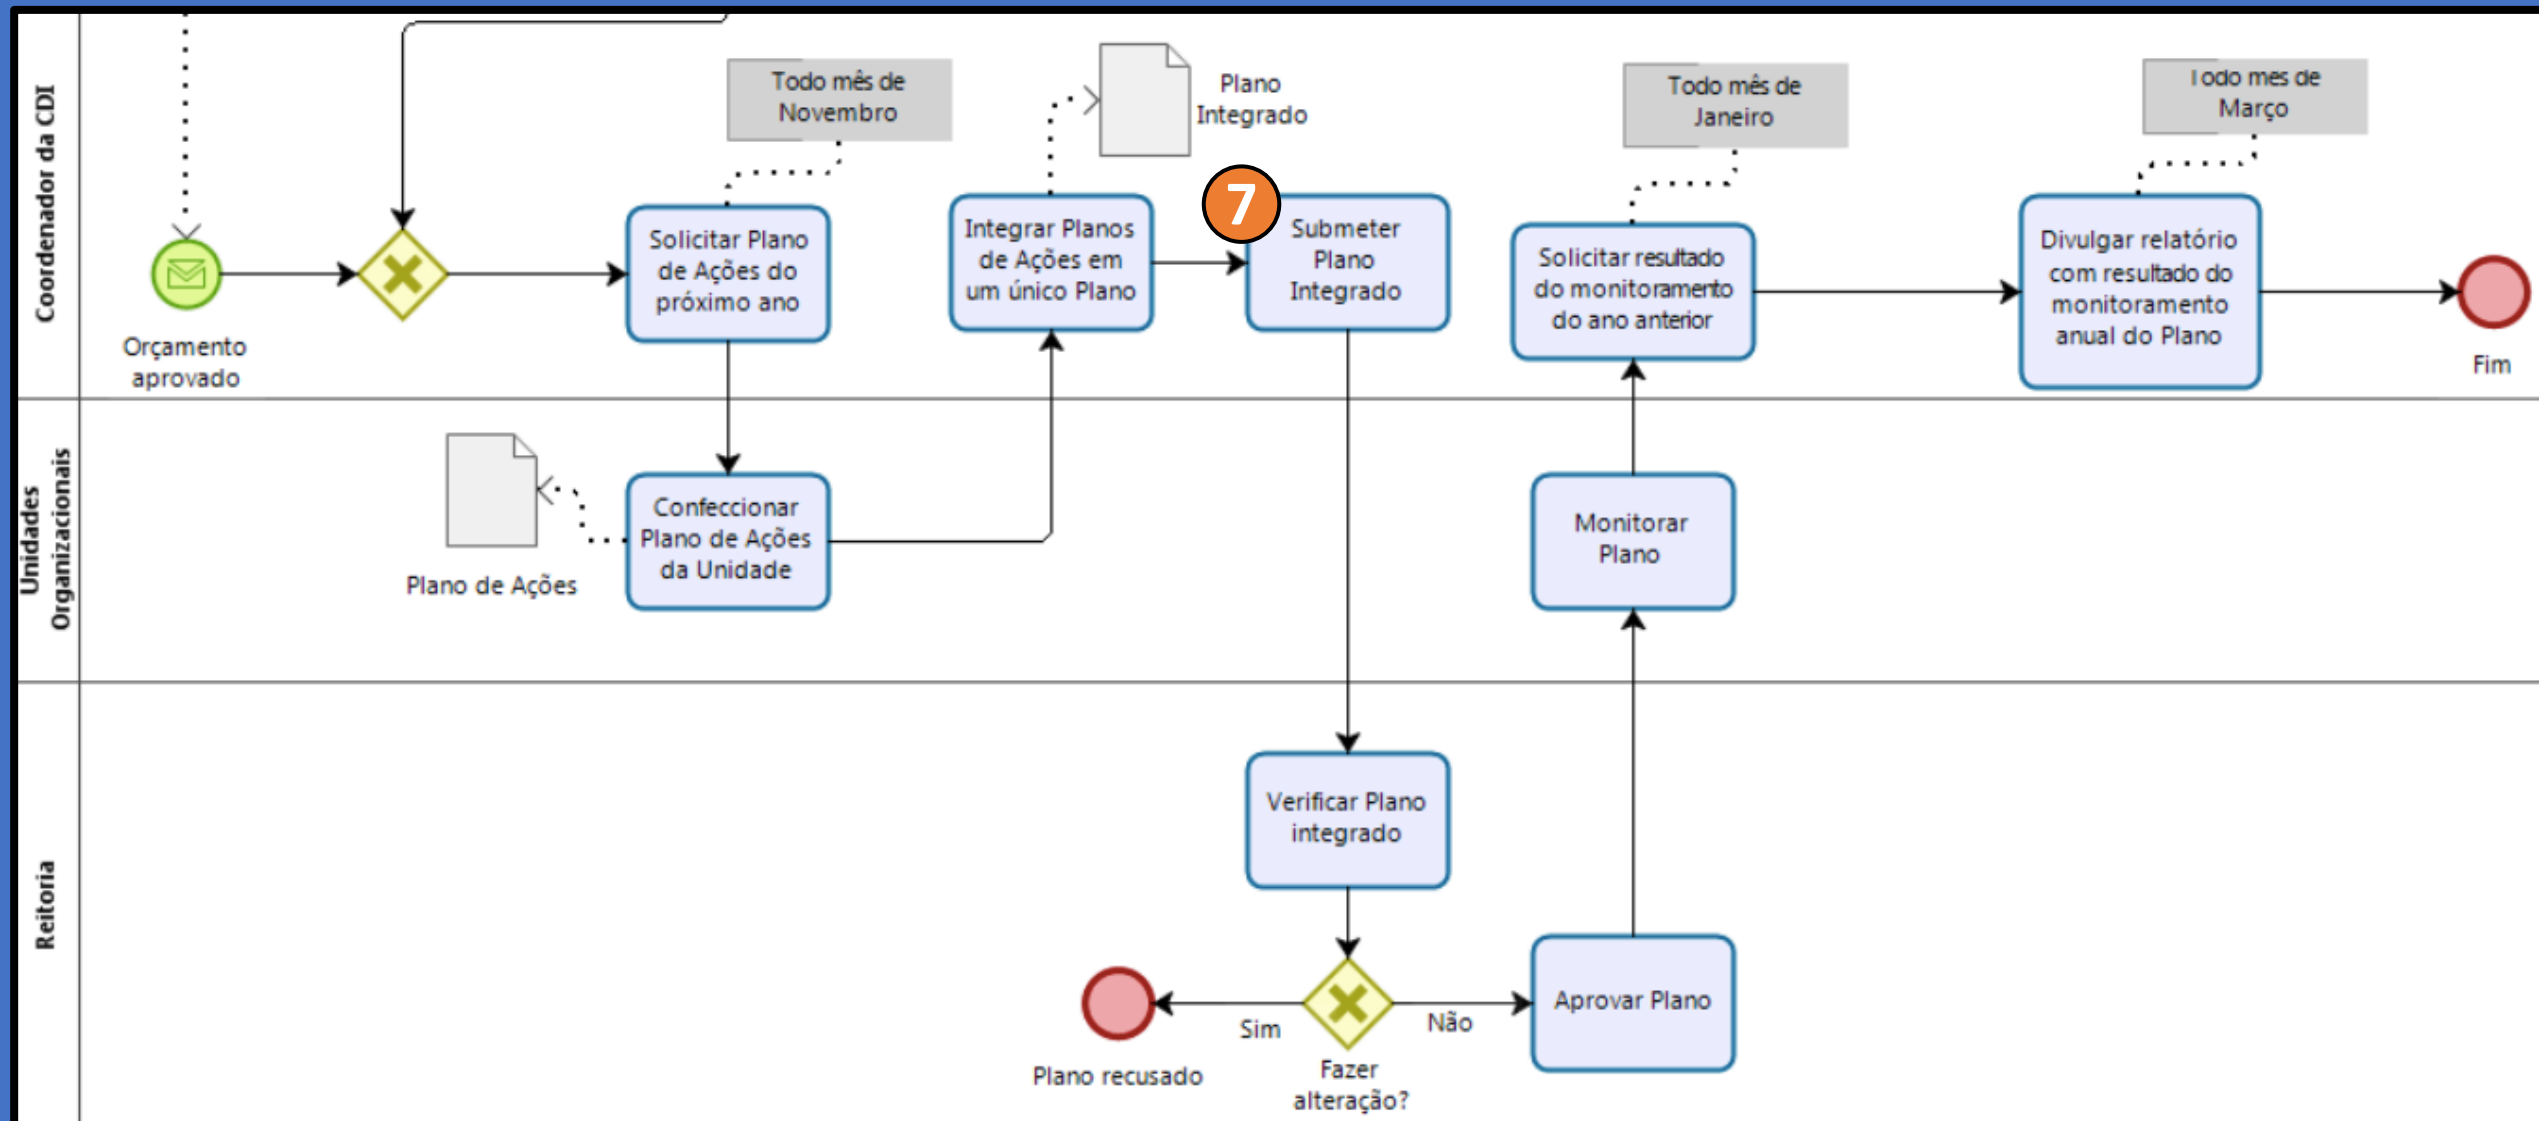 Coordenador da CDI
Orçamento
aprovado
Todo mês de
Novembro
Solicitar Plano
de Ações do
próximo ano
Integrar Planos
de Ações em
um único Plano
Plano
Integrado
7
Submeter
Plano
Integrado
Todo mês de
Janeiro
Solicitar resultado
do monitoramento
do ano anterior
Todo mês de
Março
Divulgar relatório
com resultado do
monitoramento
anual do Plano
Fim
Unidades
Organizacionais
Plano de Ações
Confeccionar
Plano de Ações
da Unidade
Monitorar
Plano
Reitoria
Verificar Plano
integrado
Plano recusado
Sim
Fazer
alteração?
Não
Aprovar Plano